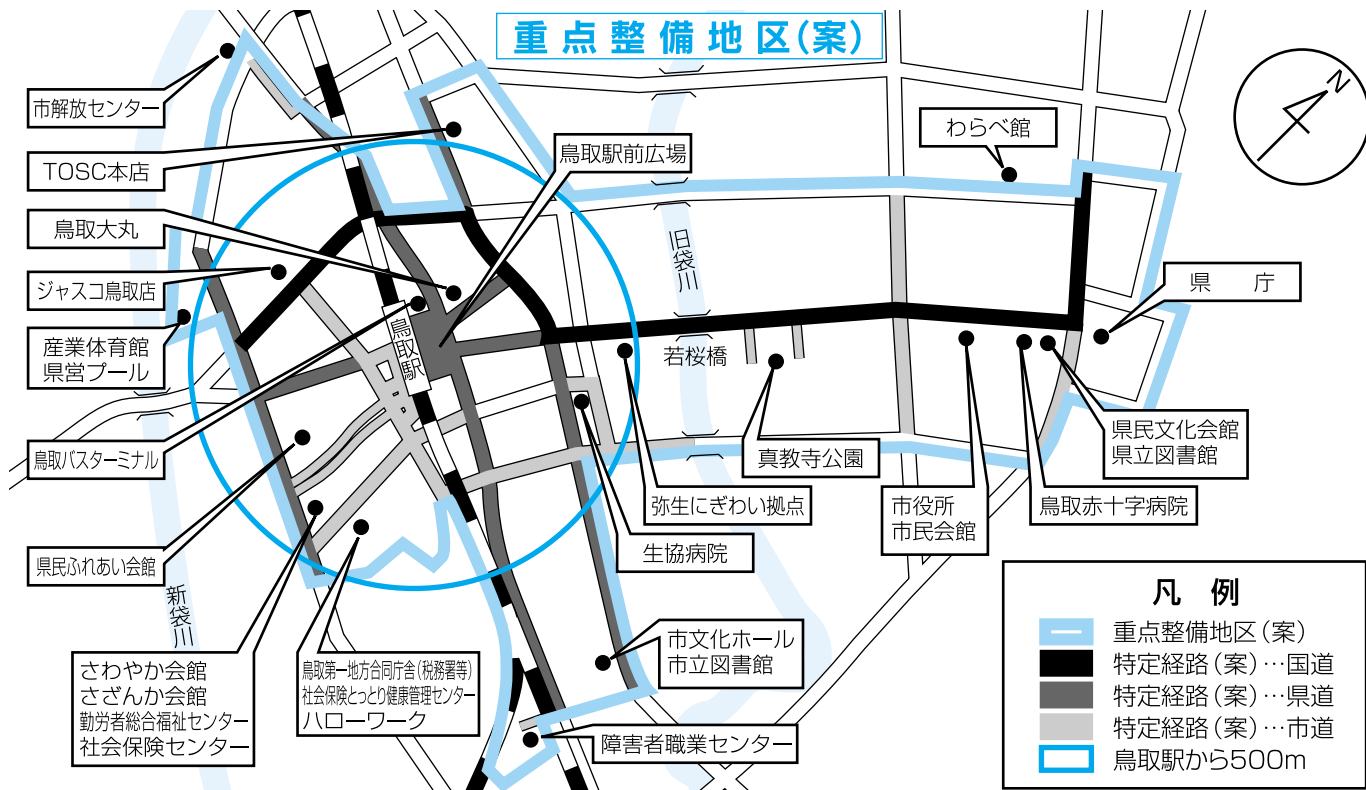 重点整備地区(案)
N
市解放センター
TOSC本店
鳥取大丸
ジャスコ鳥取店
産業体育館
県営プール
鳥取バスターミナル
県民ふれあい会館
新袋川
さわやか会館
さざんか会館
勤労者総合福祉センター
社会保険センター
鳥取第一地方合同庁舎(税務署等)
社会保険とっとり健康管理センター
ハローワーク
鳥取駅前広場
鳥取駅
旧袋川
若桜橋
わらべ館
県 庁
真教寺公園
弥生にぎわい拠点
生協病院
市役所
市民会館
県民文化会館
県立図書館
鳥取赤十字病院
市文化ホール
市立図書館
障害者職業センター
凡 例
重点整備地区(案)
特定経路(案)…国道
特定経路(案)…県道
特定経路(案)…市道
鳥取駅から500m